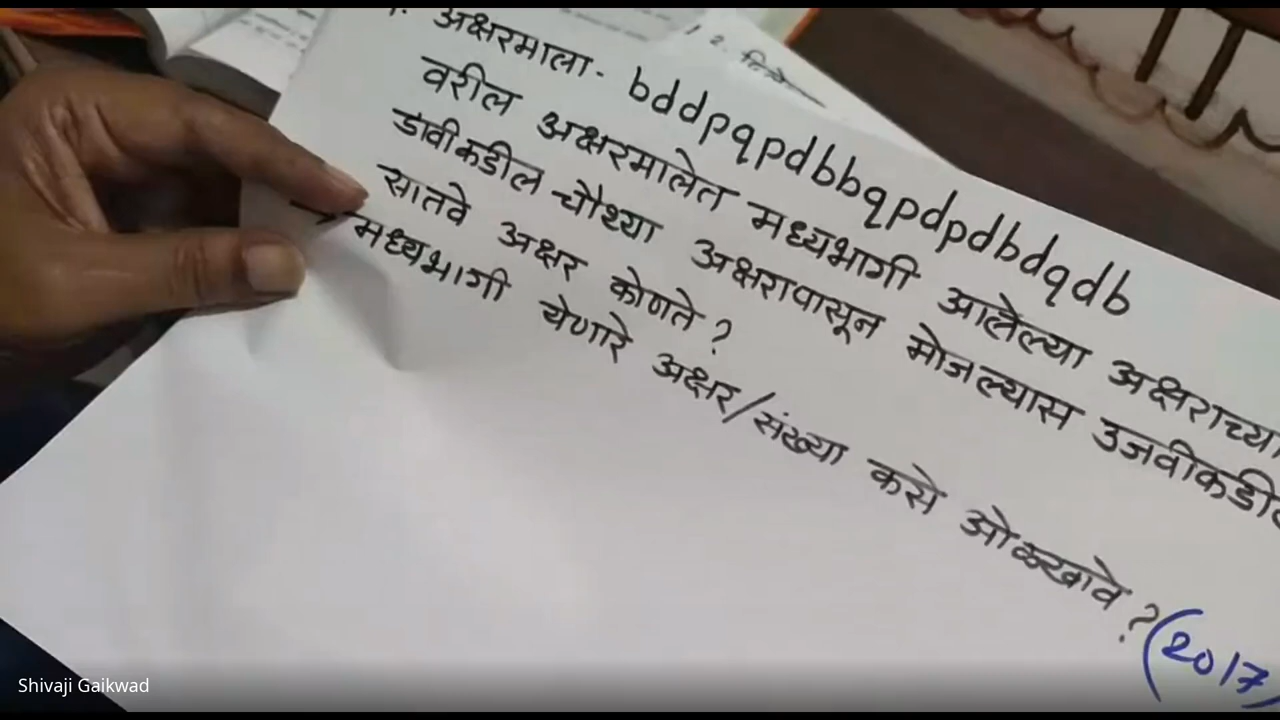 अक्षरमाला- bddpqpdbbqpdpdbdqdb
वरील अक्षरमालेत मध्यभागी आलेल्या अक्षराच्या
डावीकडील चौथ्या अक्षरापासून मोजल्यास उजवीकडील
सातवे अक्षर कोणते ?
→ मध्यभागी येणारे अक्षर/संख्या कसे ओळखावे ? (2017)
Shivaji Gaikwad